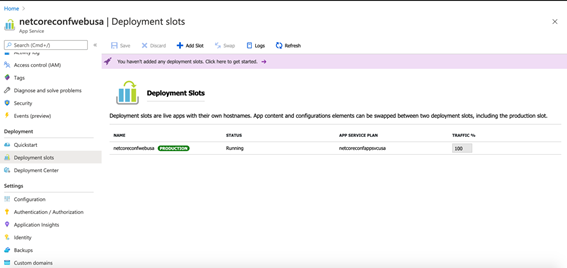 Home >
netcoreconfwebusa | Deployment slots
App Service
Search (Cmd+/)
Save
Discard
Add Slot
Swap
Logs
Refresh
Activity log
Access control (IAM)
Tags
Diagnose and solve problems
Security
Events (preview)
Deployment
Quickstart
Deployment slots
Deployment Center
Settings
Configuration
Authentication / Authorization
Application Insights
Identity
Backups
Custom domains
You haven't added any deployment slots. Click here to get started.
Deployment Slots
Deployment slots are live apps with their own hostnames. App content and configurations elements can be swapped between two deployment slots, including the production slot.
NAME STATUS APP SERVICE PLAN TRAFFIC %
netcoreconfwebusa PRODUCTION Running netcoreconfappsvcusa 100